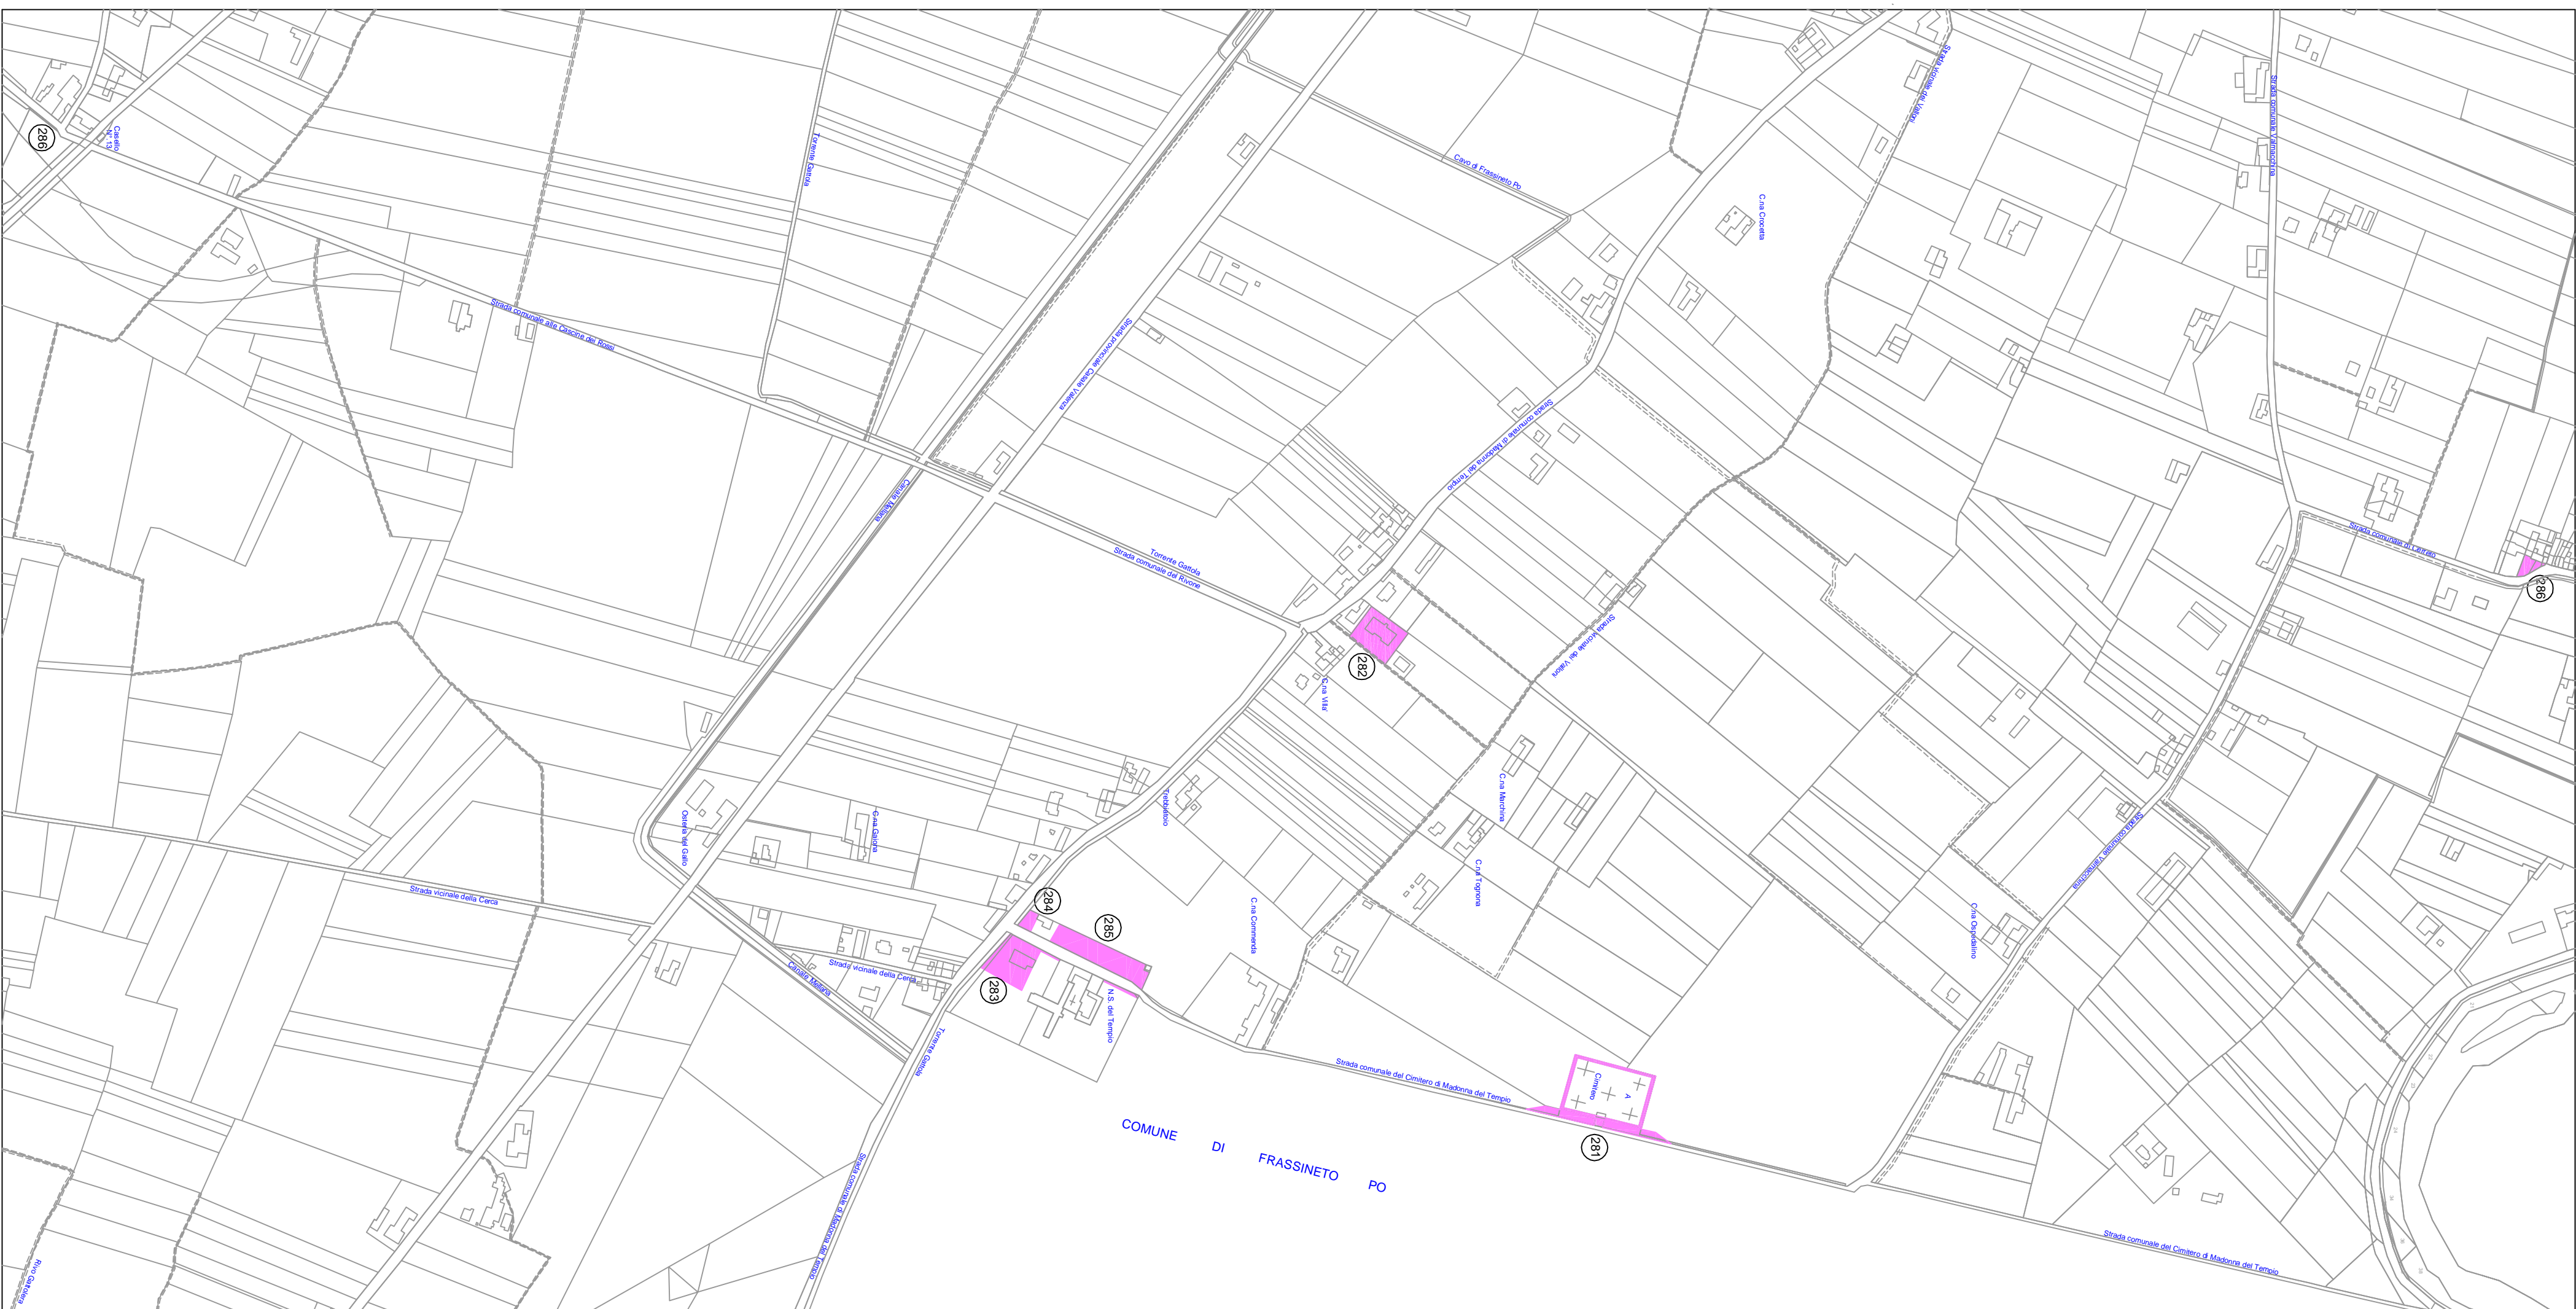 Strada vicinale dei Valloni
Strada comunale Valmacchina
286
Casello
N° 13
Torrente Gattola
Cavo di Frassineto Po
C.na Crocetta
Strada comunale alle Cascine dei Rossi
Strada provinciale Casale Valenza
Strada comunale di Madonna del Tempio
Canale Mellana
Torrente Gattola
Strada comunale del Rivone
Strada vicinale dei Valloni
286
282
C.na Villa'
C.na Marchina
Trebbiatoio
Osteria del Gallo
C.na Gaiona
C.na Tognona
Strada comunale Valmacchina
Strada vicinale della Cerca
284
285
C.na Commenda
C.na Ospedalino
Strada vicinale della Cerca
Canale Mellana
283
N.S. del Tempio
Torrente Gattola
Strada comunale del Cimitero di Madonna del Tempio
Cimitero
A
281
COMUNE DI FRASSINETO PO
Strada comunale di Madonna del Tempio
Strada comunale del Cimitero di Madonna del Tempio